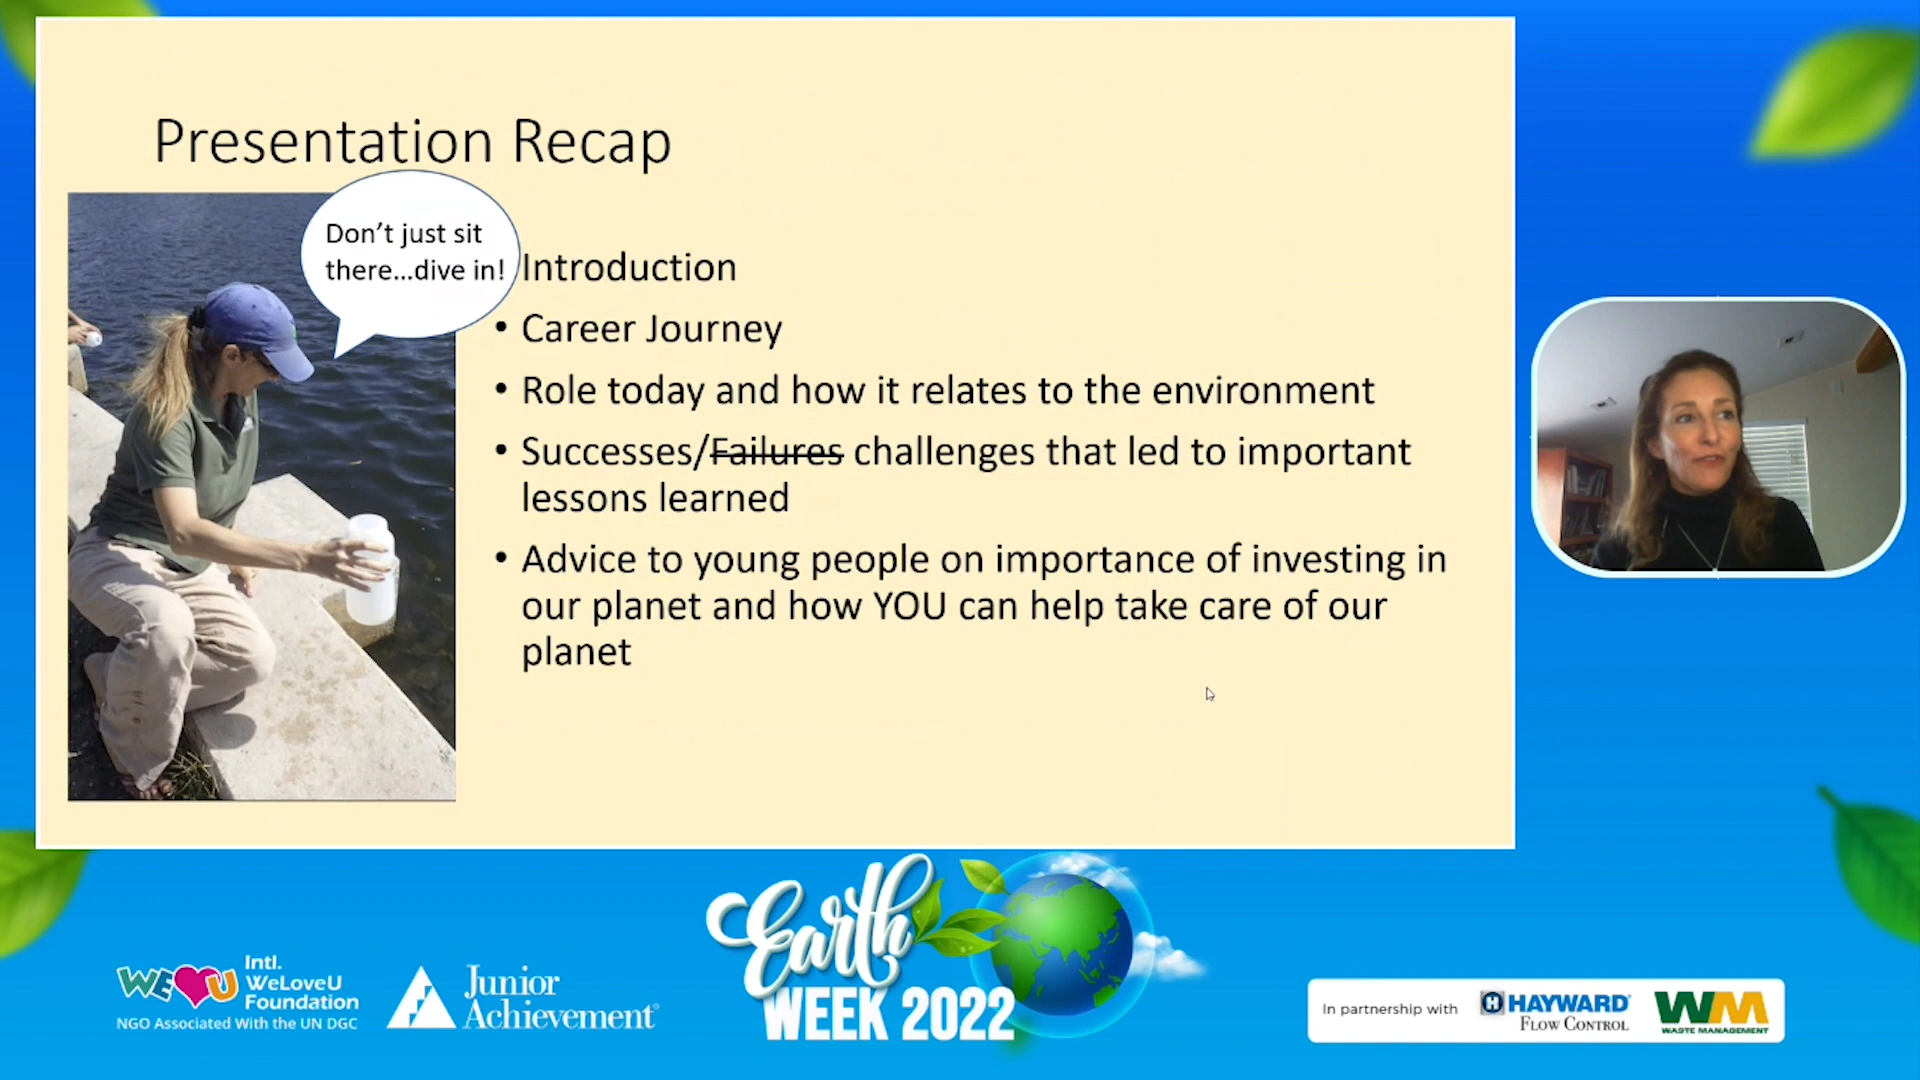 Presentation Recap
Don't just sit
there...dive in!
Introduction
• Career Journey
• Role today and how it relates to the environment
• Successes/Failures challenges that led to important
lessons learned
• Advice to young people on importance of investing in
our planet and how YOU can help take care of our
planet
Earth
WEEK 2022
WE U
Intl.
WeLoveU
Foundation
NGO Associated With the UN DGC
Junior
Achievement®
In partnership with
H HAYWARD®
FLOW CONTROL
WM
WASTE MANAGEMENT